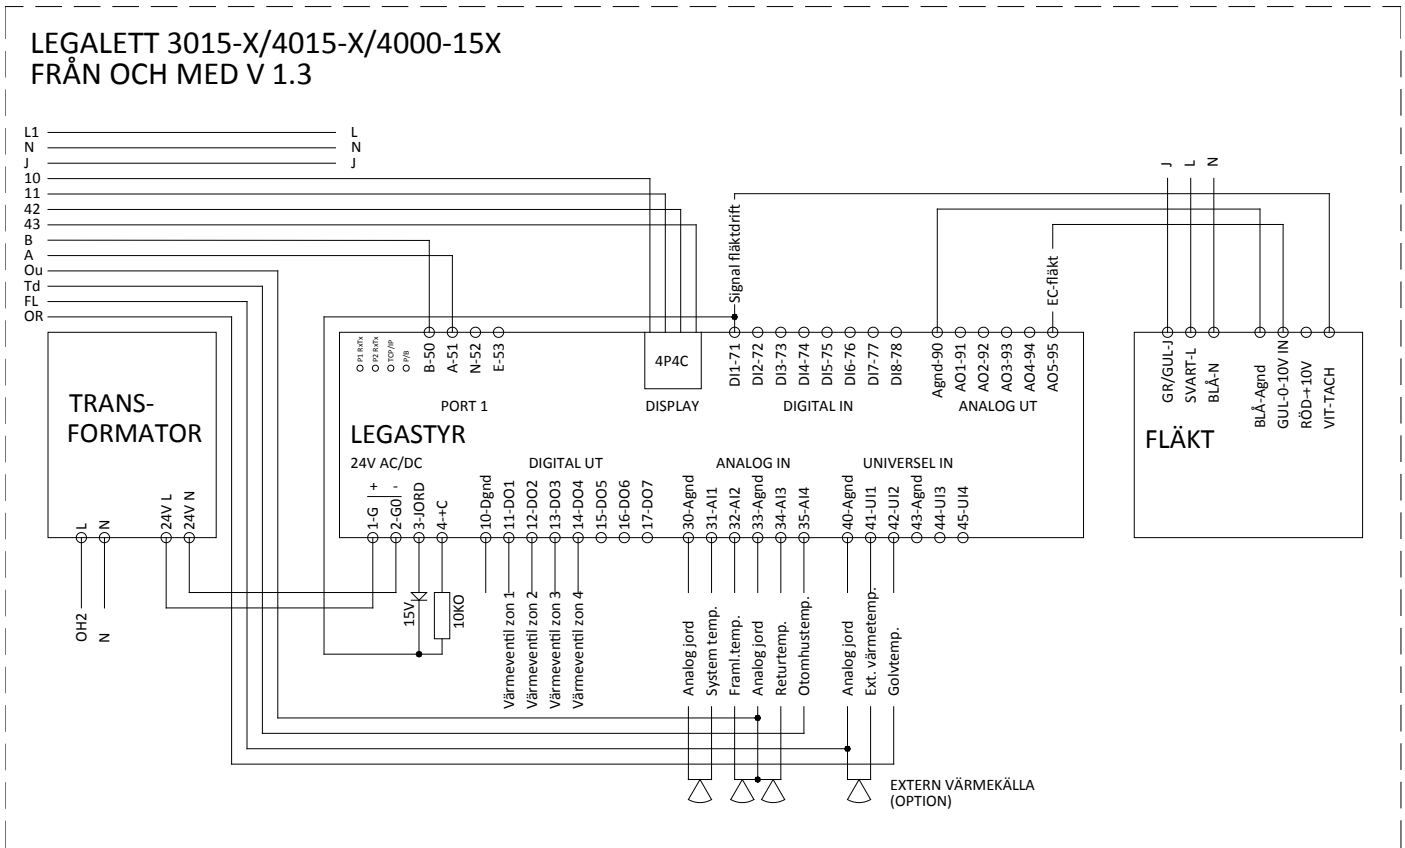 LEGALETT 3015-X/4015-X/4000-15X
FRÅN OCH MED V 1.3
L1
L
N
N
J
J
10
11
42
43
B
A
Ou
Td
FL
OR
TRANS-
FORMATOR
L
N
24V L
24V N
OH2
N
P1 RxTx
P2 RxTx
TCP/IP
P/B
B-50
A-51
N-52
E-53
PORT 1
4P4C
DISPLAY
Signal fläktdrift
DI1-71
DI2-72
DI3-73
DI4-74
DI5-75
DI6-76
DI7-77
DI8-78
DIGITAL IN
EC-fläkt
Agnd-90
AO1-91
AO2-92
AO3-93
AO4-94
AO5-95
ANALOG UT
LEGASTYR
24V AC/DC
DIGITAL UT
ANALOG IN
UNIVERSEL IN
1-G +
2-G0 -
3-JORD
4-+C
10-Dgnd
11-DO1
12-DO2
13-DO3
14-DO4
15-DO5
16-DO6
17-DO7
30-Agnd
31-AI1
32-AI2
33-Agnd
34-AI3
35-AI4
40-Agnd
41-UI1
42-UI2
43-Agnd
44-UI3
45-UI4
15V
10KO
Värmeventil zon 1
Värmeventil zon 2
Värmeventil zon 3
Värmeventil zon 4
Analog jord
System temp.
Framl.temp.
Analog jord
Returtemp.
Otomhustemp.
Analog jord
Ext. värmetemp.
Golvtemp.
EXTERN VÄRMEKÄLLA
(OPTION)
J
L
N
GR/GUL-J
SVART-L
BLÅ-N
BLÅ-Agnd
GUL-0-10V IN
RÖD-+10V
VIT-TACH
FLÄKT